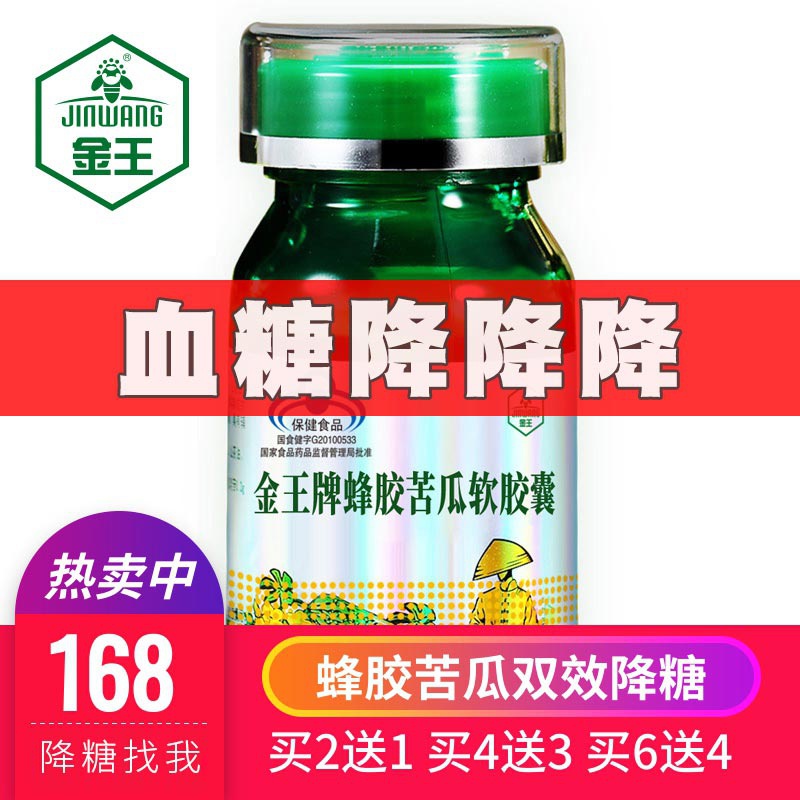 JINWANG®
金王
血糖降降降
保健食品
国食健字G20100533
国家食品药品监督管理局批准
JINWANG
金王
金王牌蜂胶苦瓜软胶囊
热卖中
168
降糖找我
蜂胶苦瓜双效降糖
买2送1 买4送3 买6送4